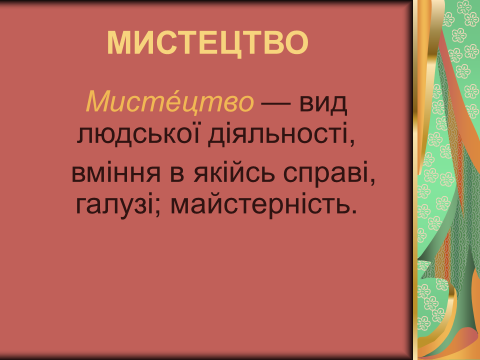 МИСТЕЦТВО
Мисте́цтво — вид
людської діяльності,
вміння в якійсь справі,
галузі; майстерність.